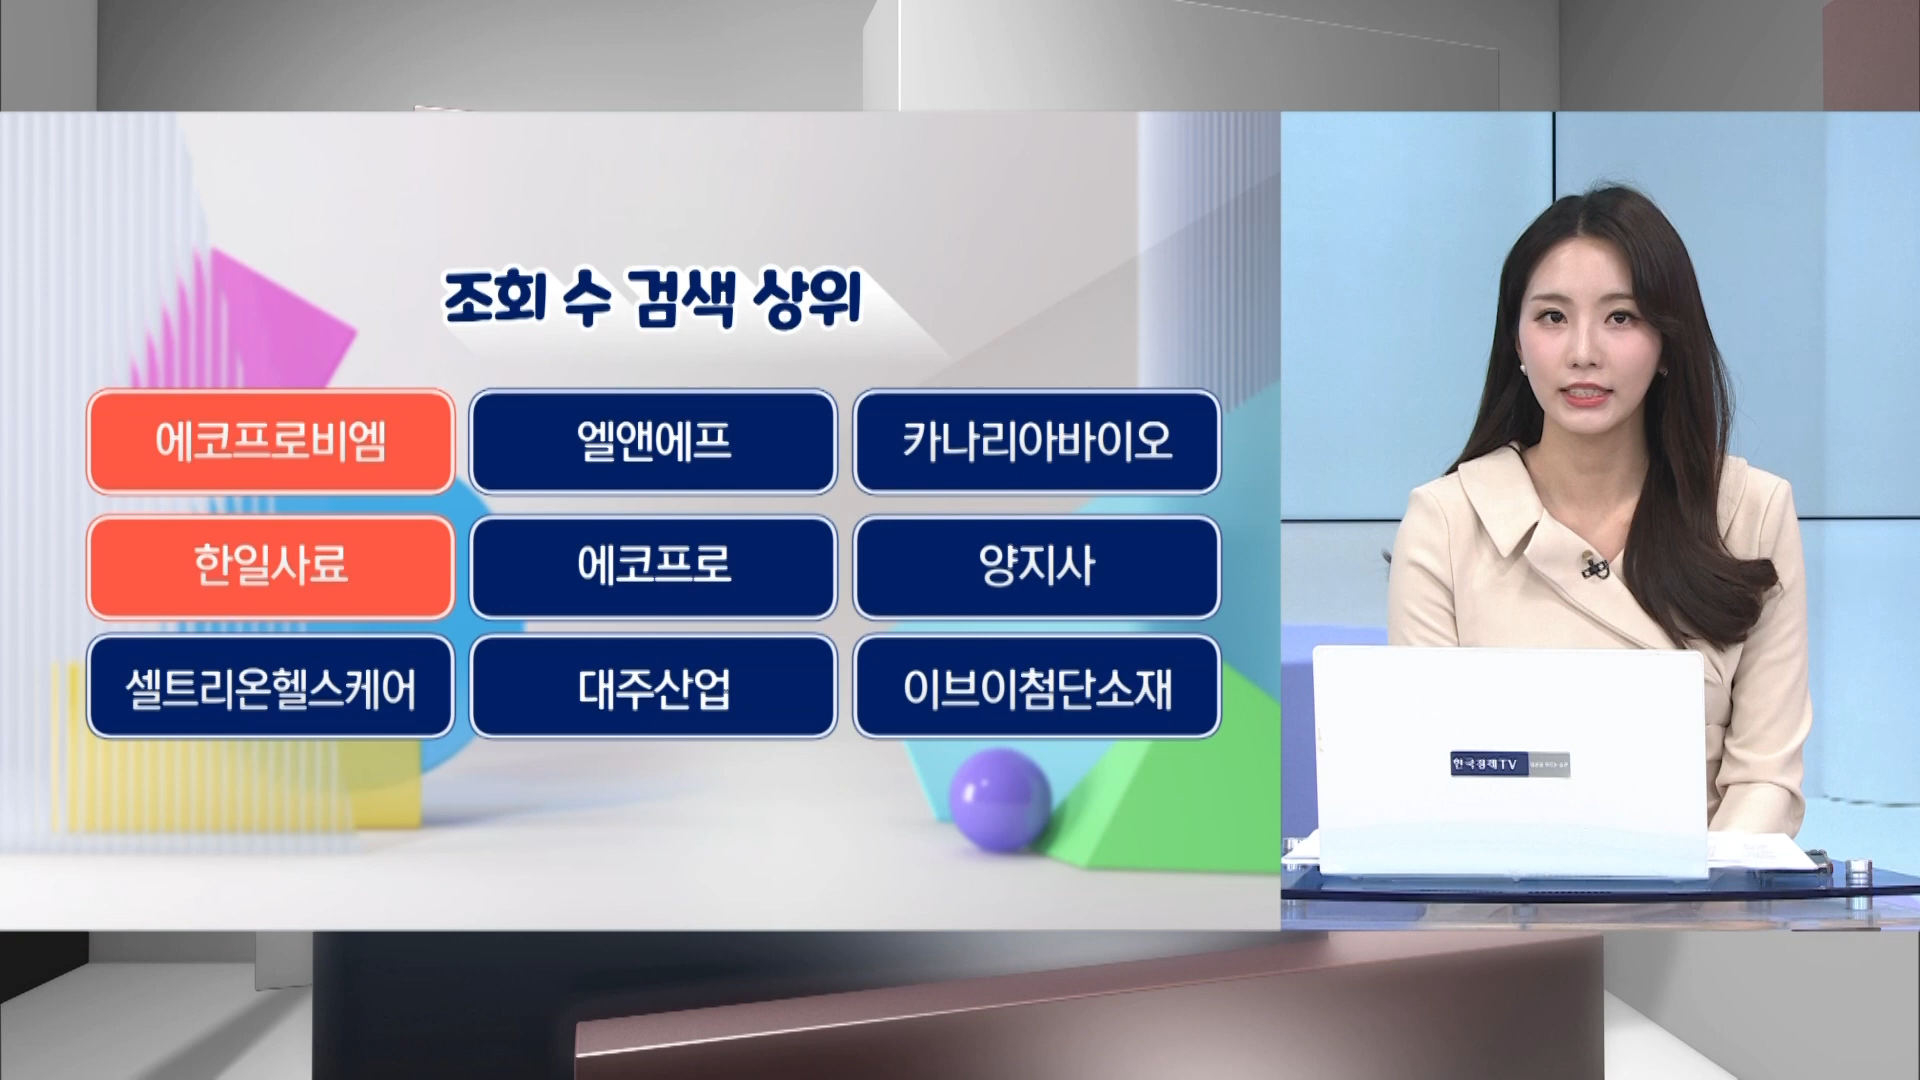 조회 수 검색 상위
에코프로비엠 엘앤에프 카나리아바이오
한일사료 에코프로 양지사
셀트리온헬스케어 대주산업 이브이첨단소재
한국경제TV